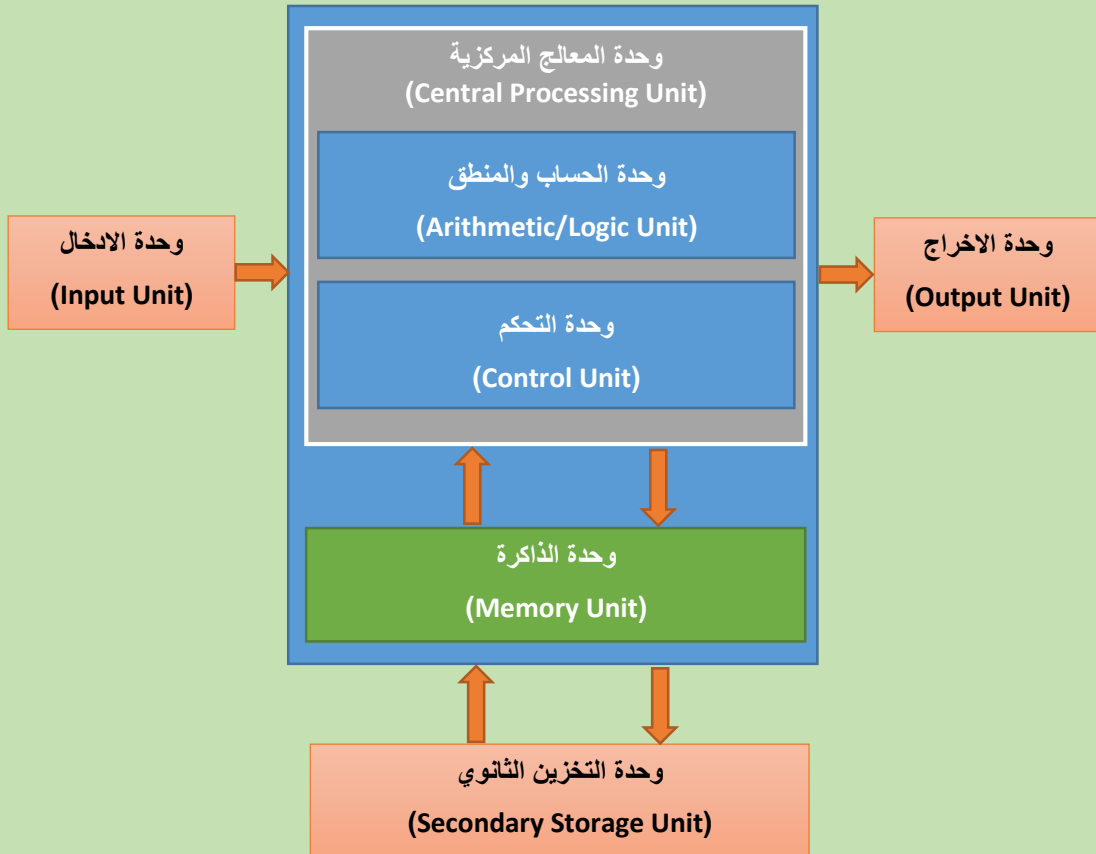 وحدة المعالج المركزية
(Central Processing Unit)
وحدة الحساب والمنطق
(Arithmetic/Logic Unit)
وحدة الادخال
(Input Unit)
وحدة الاخراج
(Output Unit)
وحدة التحكم
(Control Unit)
وحدة الذاكرة
(Memory Unit)
وحدة التخزين الثانوي
(Secondary Storage Unit)